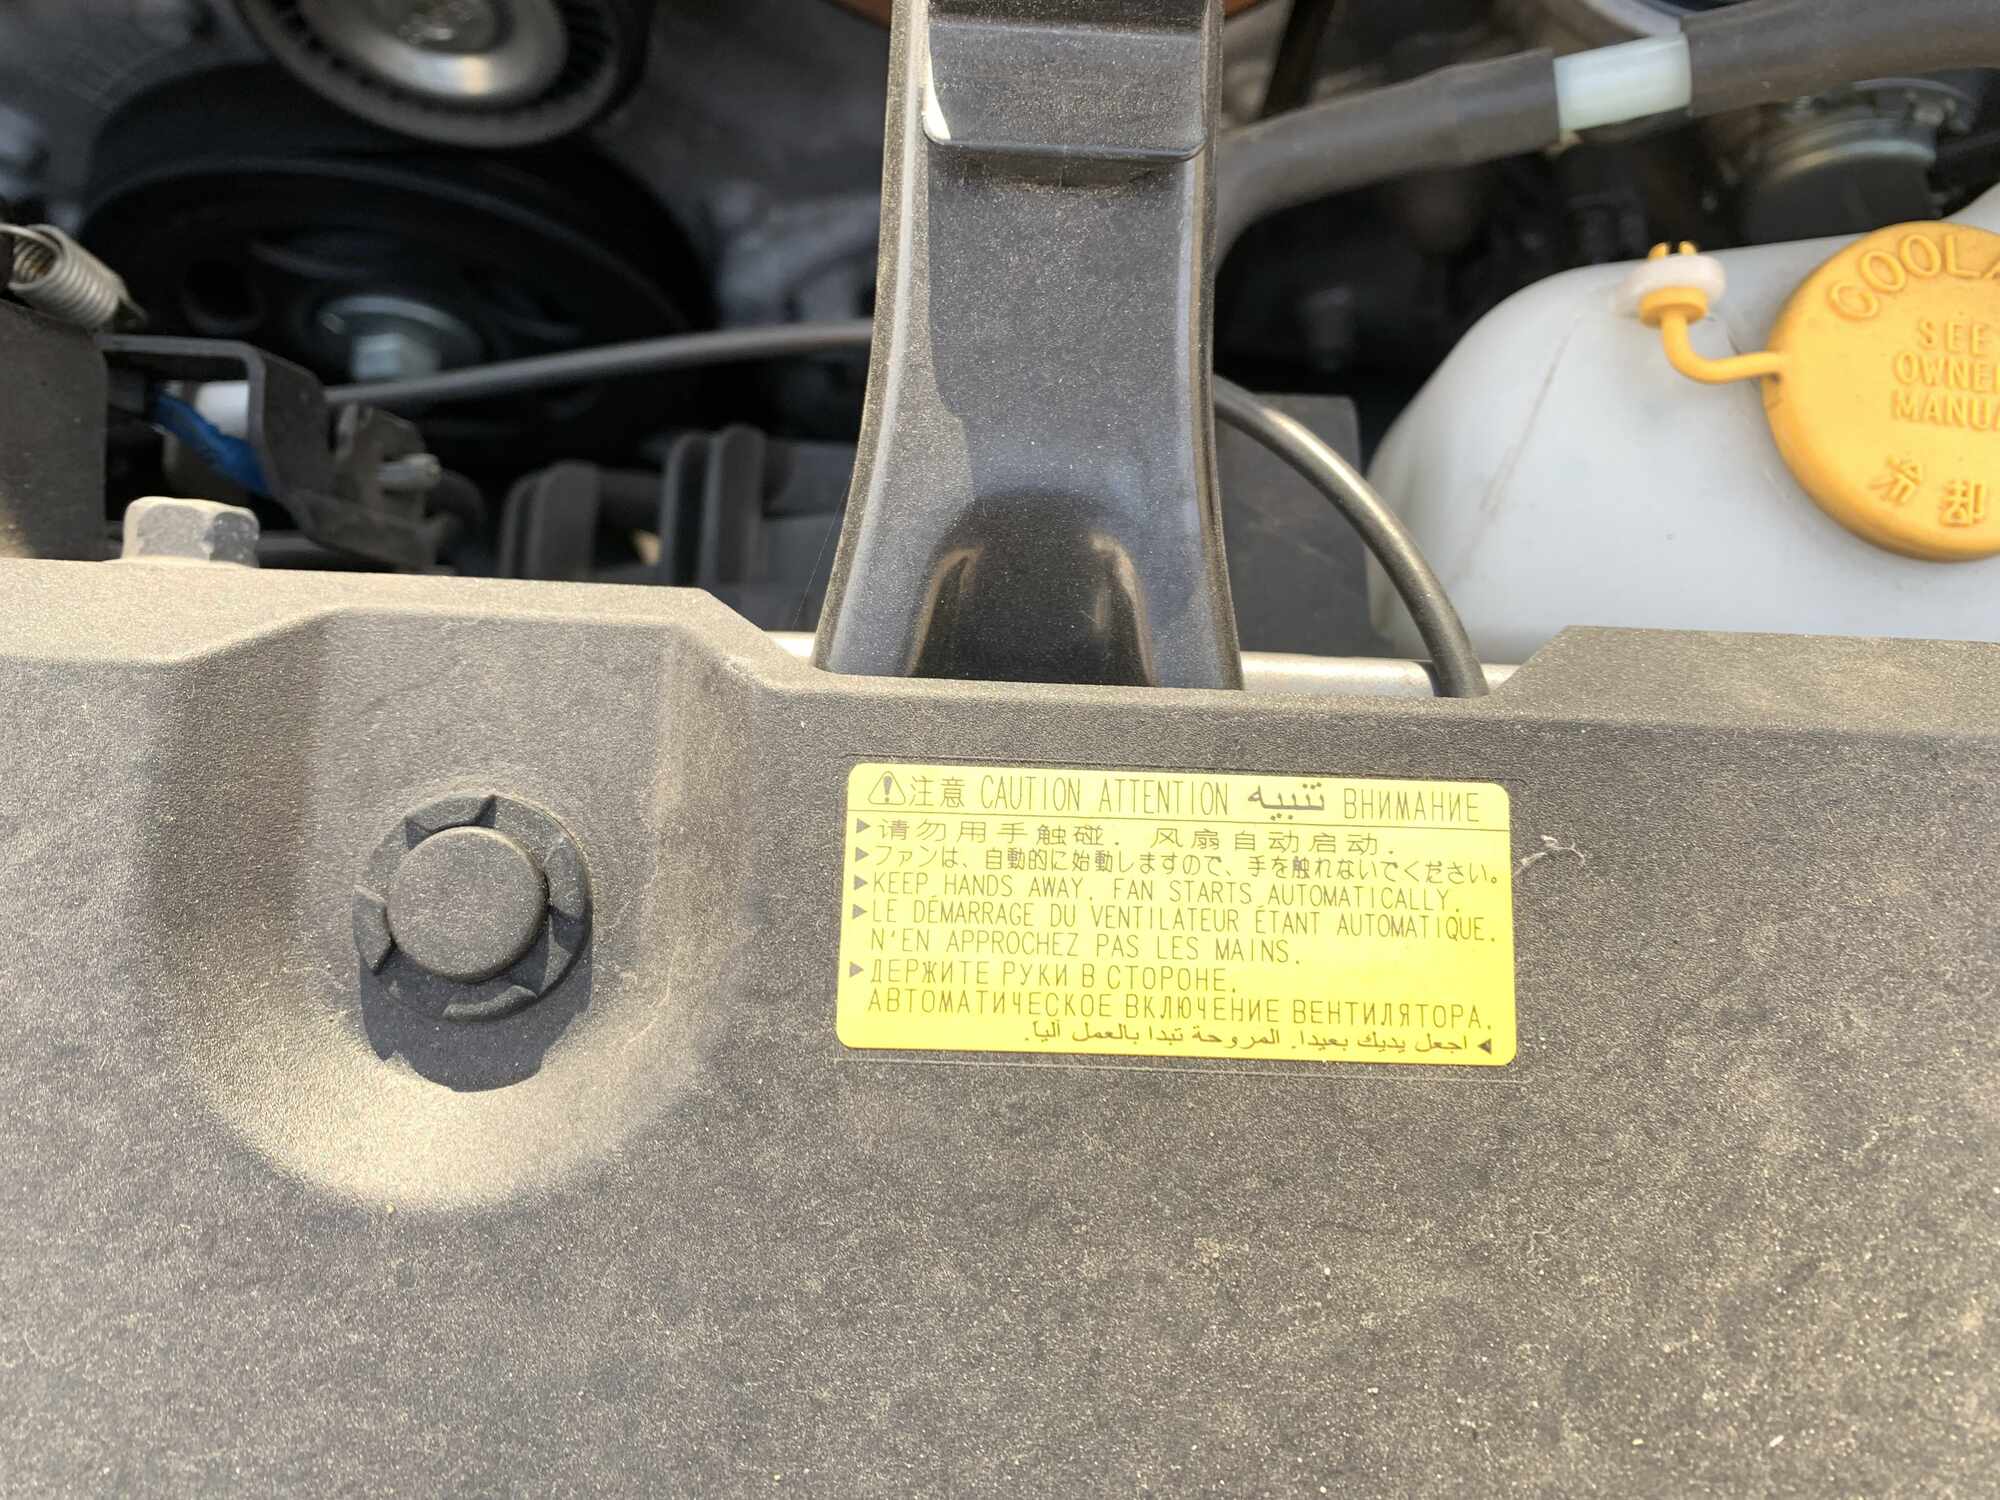 COOLA
SEE
OWNER
MANUA
冷却
注意 CAUTION ATTENTION تنبيه ВНИМАНИЕ
请勿用手触碰. 风扇自动启动.
ファンは、自動的に始動しますので、手を触れないでください。
KEEP HANDS AWAY. FAN STARTS AUTOMATICALLY.
LE DÉMARRAGE DU VENTILATEUR ÉTANT AUTOMATIQUE.
N'EN APPROCHEZ PAS LES MAINS.
ДЕРЖИТЕ РУКИ В СТОРОНЕ.
АВТОМАТИЧЕСКОЕ ВКЛЮЧЕНИЕ ВЕНТИЛЯТОРА.
اجعل يديك بعيدا. المروحة تبدا بالعمل آليا.